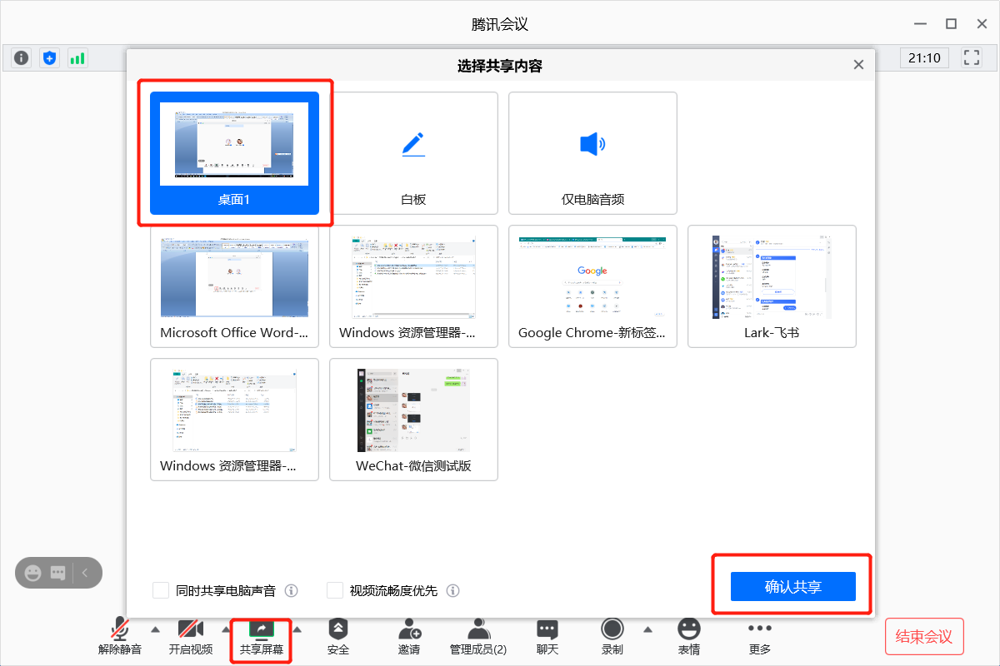 腾讯会议
21:10
选择共享内容
桌面1
白板
仅电脑音频
Google
Microsoft Office Word-...
Windows 资源管理器-...
Google Chrome-新标签...
Lark-飞书
Windows 资源管理器-...
WeChat-微信测试版
同时共享电脑声音
视频流畅度优先
确认共享
解除静音
开启视频
共享屏幕
安全
邀请
管理成员(2)
聊天
录制
表情
更多
结束会议